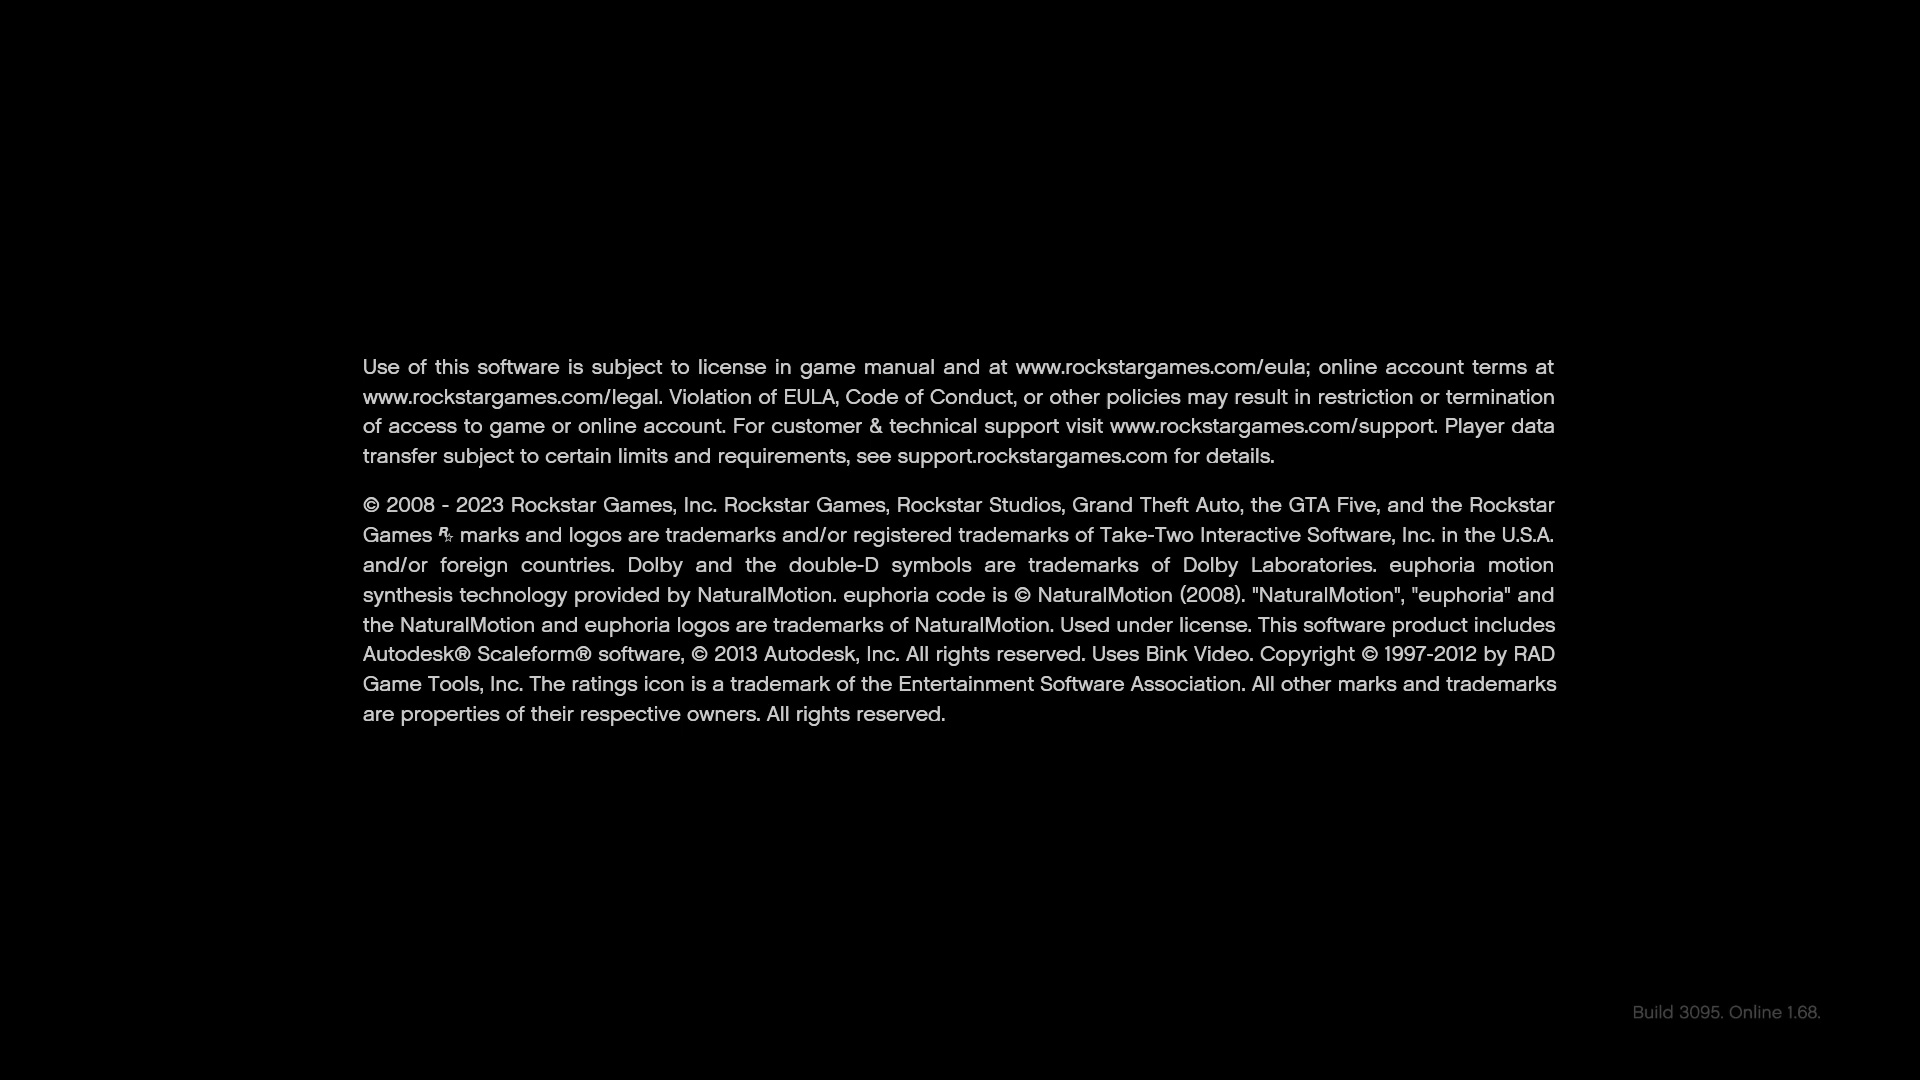 Use of this software is subject to license in game manual and at www.rockstargames.com/eula; online account terms at
www.rockstargames.com/legal. Violation of EULA, Code of Conduct, or other policies may result in restriction or termination
of access to game or online account. For customer & technical support visit www.rockstargames.com/support. Player data
transfer subject to certain limits and requirements, see support.rockstargames.com for details.
© 2008 - 2023 Rockstar Games, Inc. Rockstar Games, Rockstar Studios, Grand Theft Auto, the GTA Five, and the Rockstar
Games R☆ marks and logos are trademarks and/or registered trademarks of Take-Two Interactive Software, Inc. in the U.S.A.
and/or foreign countries. Dolby and the double-D symbols are trademarks of Dolby Laboratories. euphoria motion
synthesis technology provided by NaturalMotion. euphoria code is © NaturalMotion (2008). "NaturalMotion", "euphoria" and
the NaturalMotion and euphoria logos are trademarks of NaturalMotion. Used under license. This software product includes
Autodesk® Scaleform® software, © 2013 Autodesk, Inc. All rights reserved. Uses Bink Video. Copyright © 1997-2012 by RAD
Game Tools, Inc. The ratings icon is a trademark of the Entertainment Software Association. All other marks and trademarks
are properties of their respective owners. All rights reserved.
Build 3095. Online 1.68.